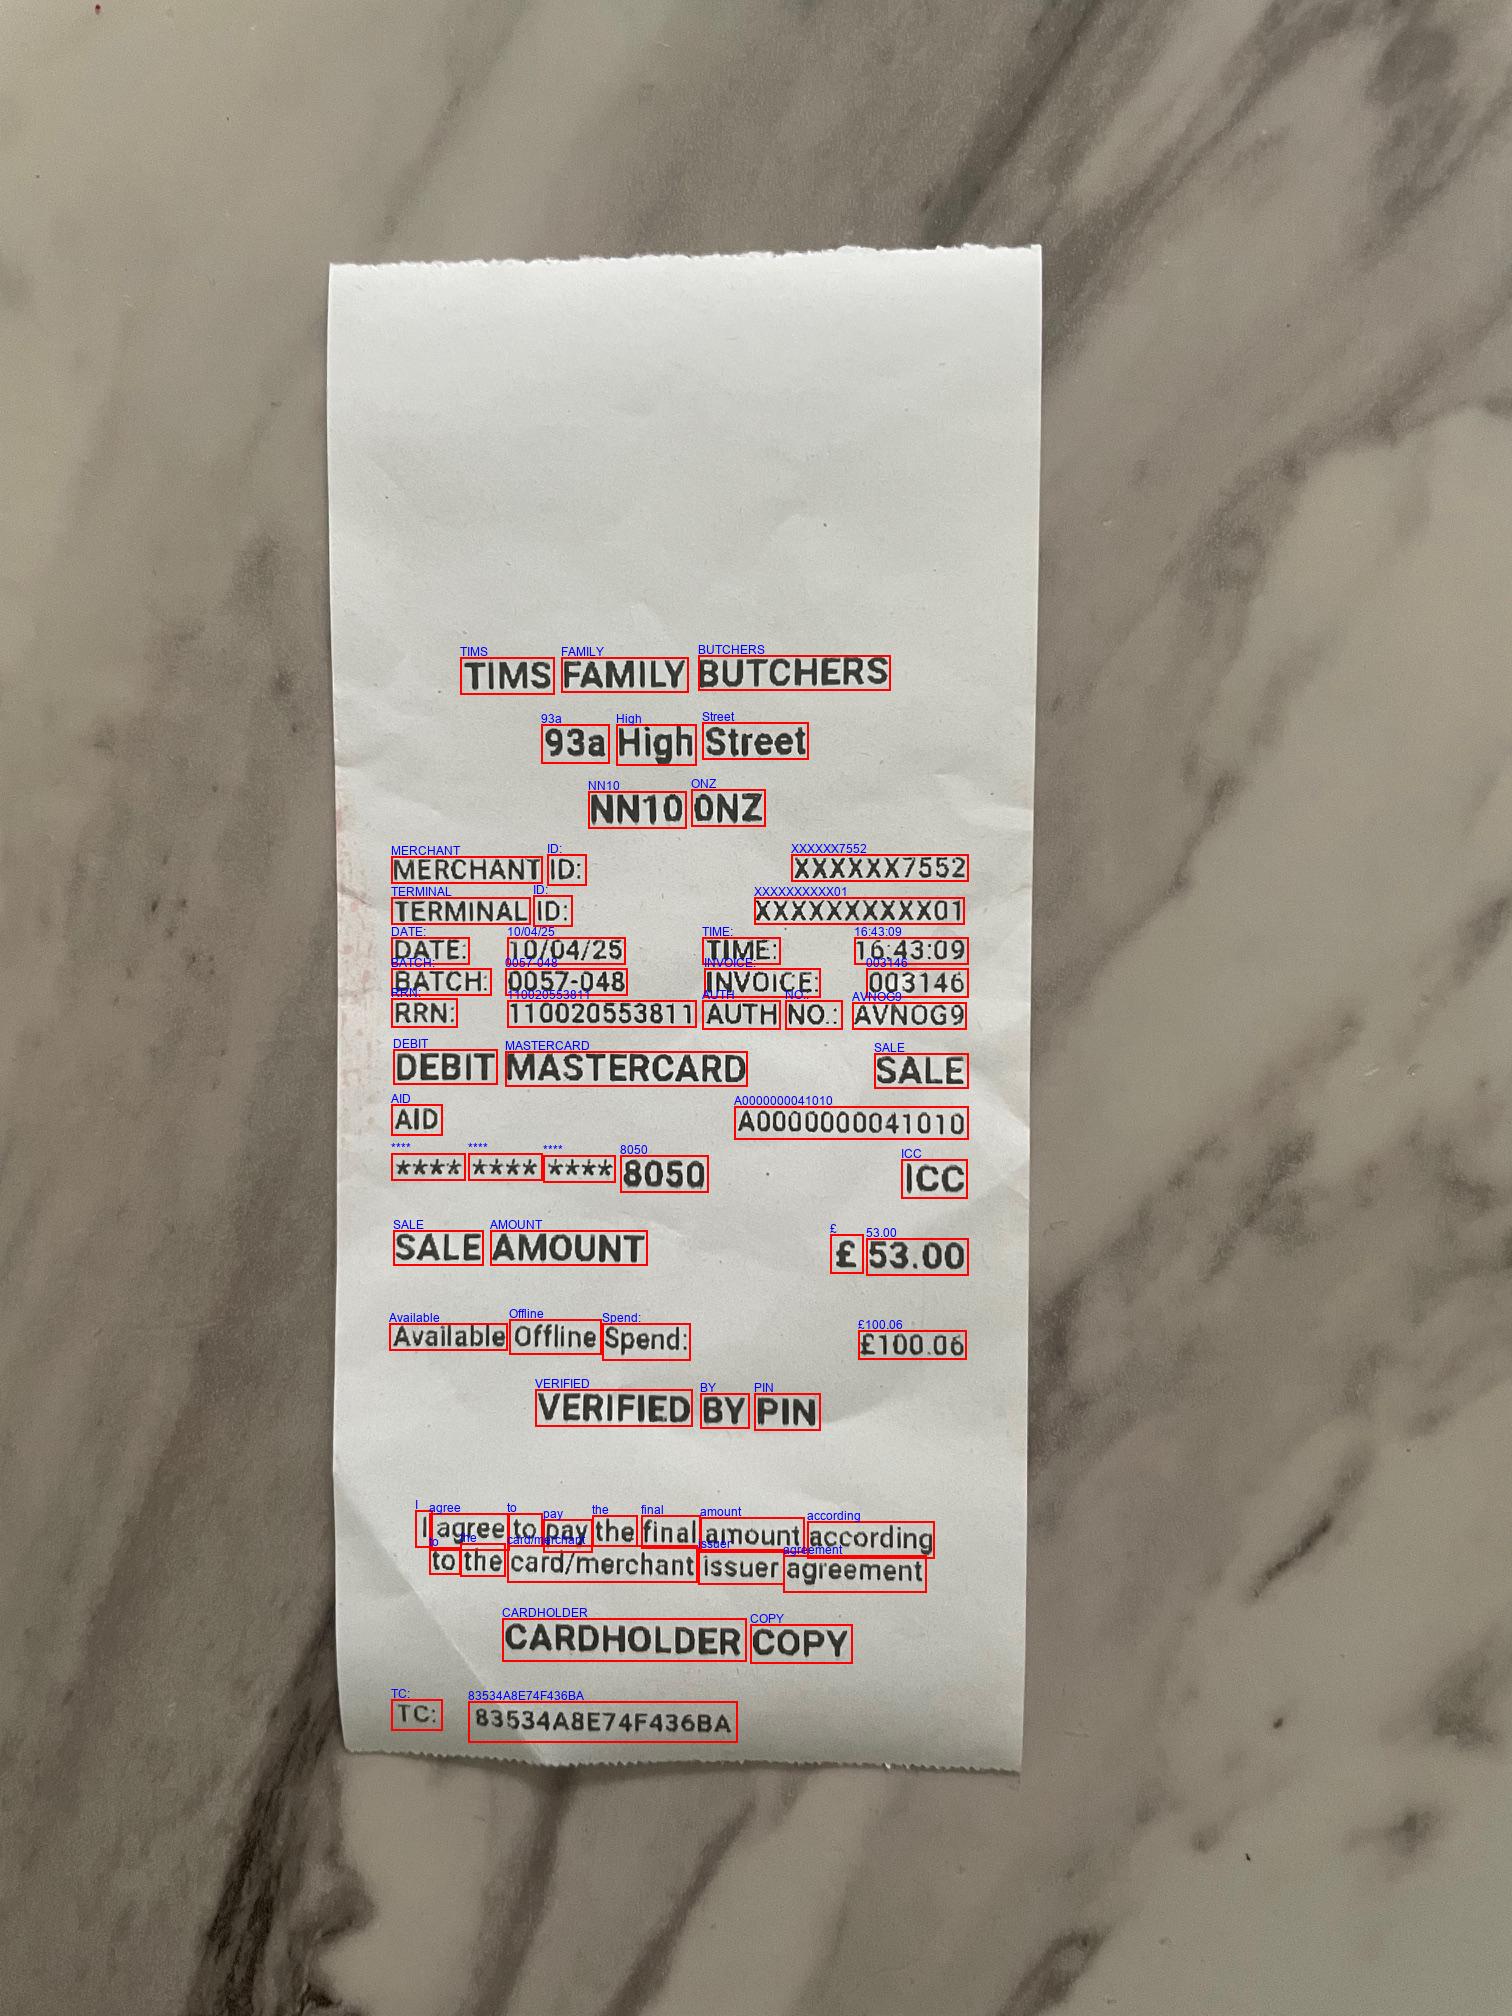 TIMS FAMILY BUTCHERS
93a High Street
NN10 0NZ
MERCHANT ID: XXXXXX7552
TERMINAL ID: XXXXXXXXXX01
DATE: 10/04/25 TIME: 16:43:09
BATCH: 0057-048 INVOICE: 003146
RRN: 110020553811 AUTH NO.: AVNOG9
DEBIT MASTERCARD SALE
AID A0000000041010
**** **** **** 8050 ICC
SALE AMOUNT £ 53.00
Available Offline Spend: £100.06
VERIFIED BY PIN
I agree to pay the final amount according
to the card/merchant issuer agreement
CARDHOLDER COPY
TC: 83534A8E74F436BA